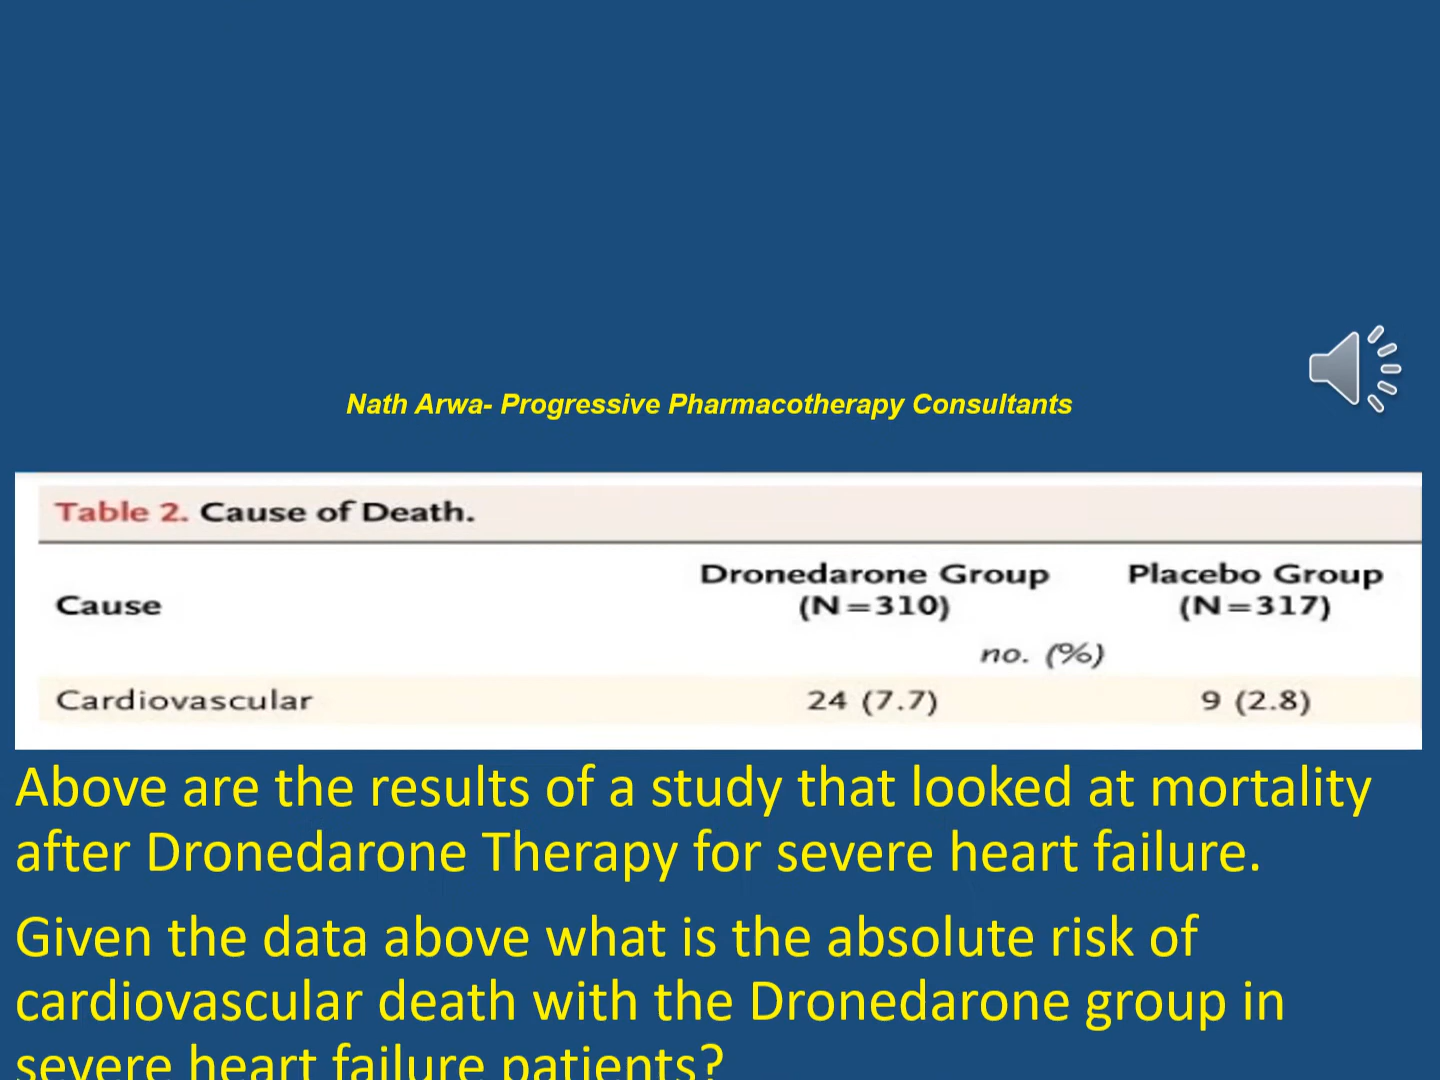 Nath Arwa- Progressive Pharmacotherapy Consultants
Table 2. Cause of Death.
Cause Dronedarone Group (N=310) Placebo Group (N=317)
no. (%)
Cardiovascular 24 (7.7) 9 (2.8)
Above are the results of a study that looked at mortality
after Dronedarone Therapy for severe heart failure.
Given the data above what is the absolute risk of
cardiovascular death with the Dronedarone group in
severe heart failure patients?